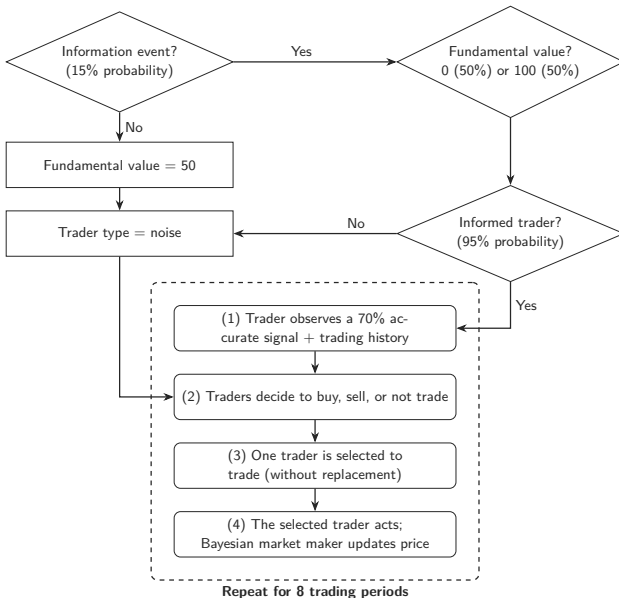 Information event?
(15% probability)
Yes
Fundamental value?
0 (50%) or 100 (50%)
No
Fundamental value = 50
Trader type = noise
No
Informed trader?
(95% probability)
Yes
(1) Trader observes a 70% ac-
curate signal + trading history
(2) Traders decide to buy, sell, or not trade
(3) One trader is selected to
trade (without replacement)
(4) The selected trader acts;
Bayesian market maker updates price
Repeat for 8 trading periods